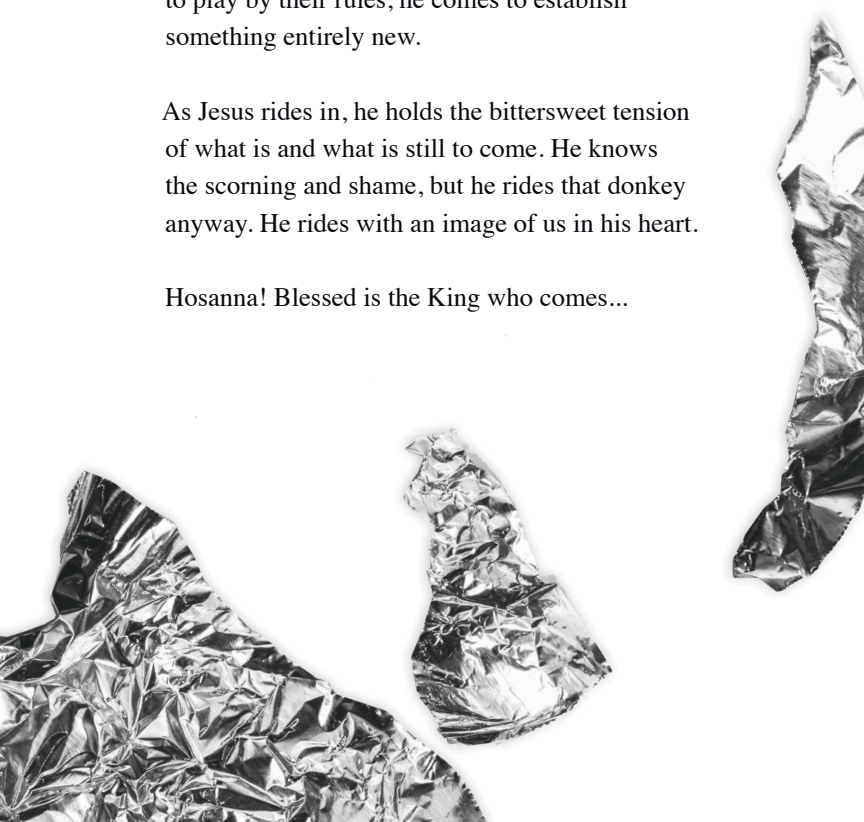 to play by their rules, he comes to establish
something entirely new.
As Jesus rides in, he holds the bittersweet tension
of what is and what is still to come. He knows
the scorning and shame, but he rides that donkey
anyway. He rides with an image of us in his heart.
Hosanna! Blessed is the King who comes...